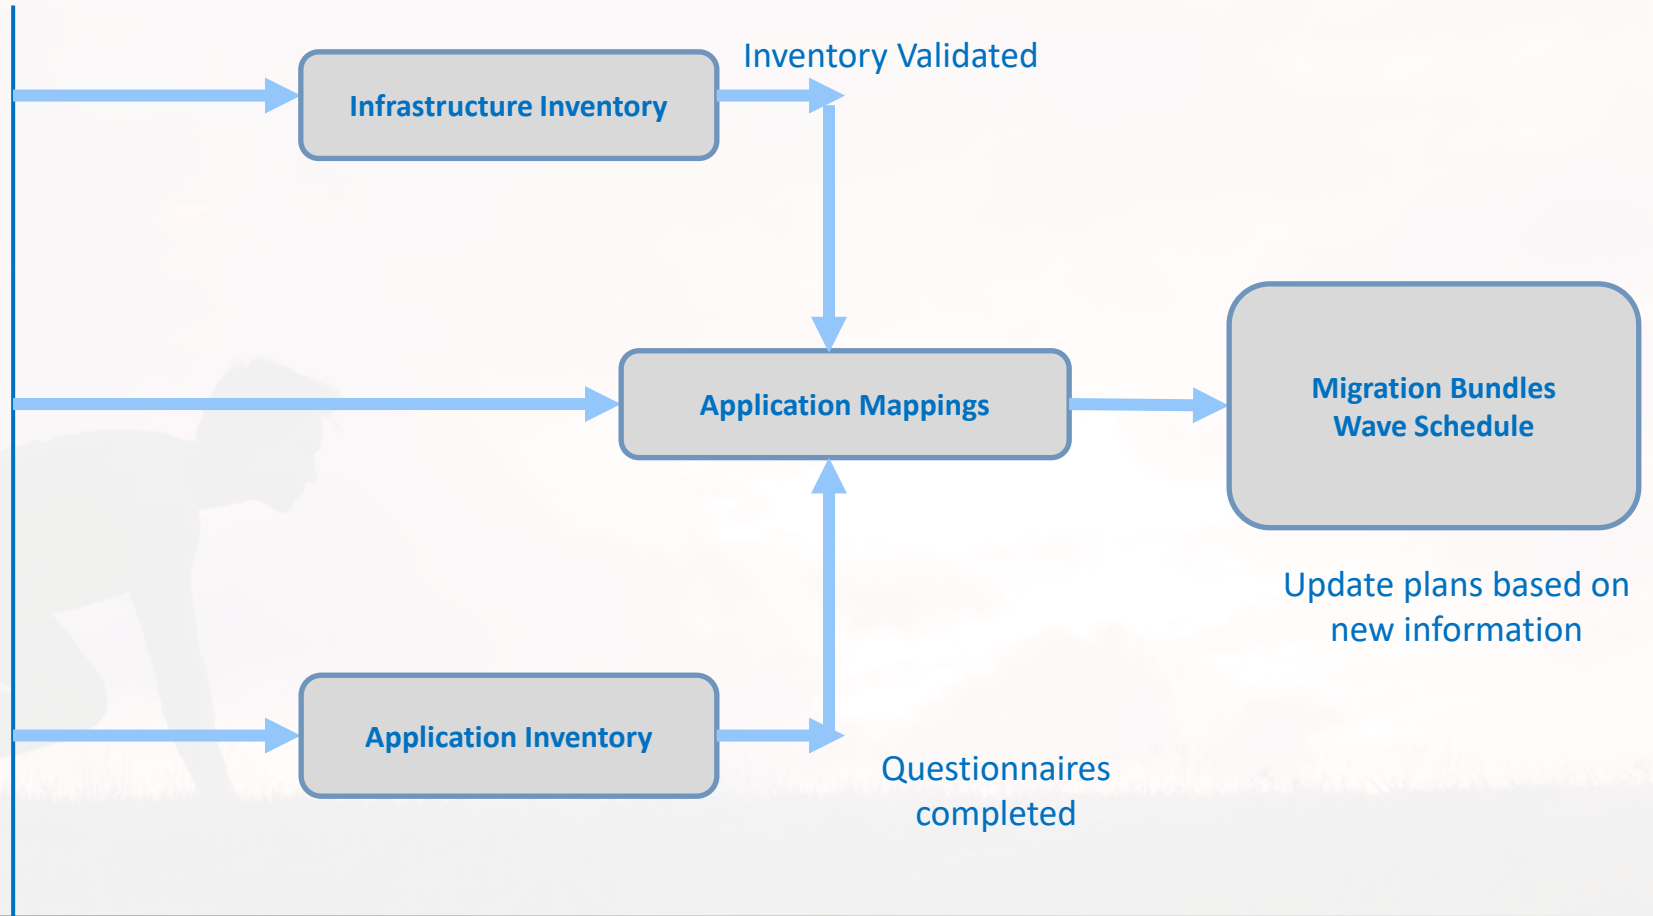 Inventory Validated
Infrastructure Inventory
Application Mappings
Migration Bundles
Wave Schedule
Update plans based on
new information
Application Inventory
Questionnaires
completed